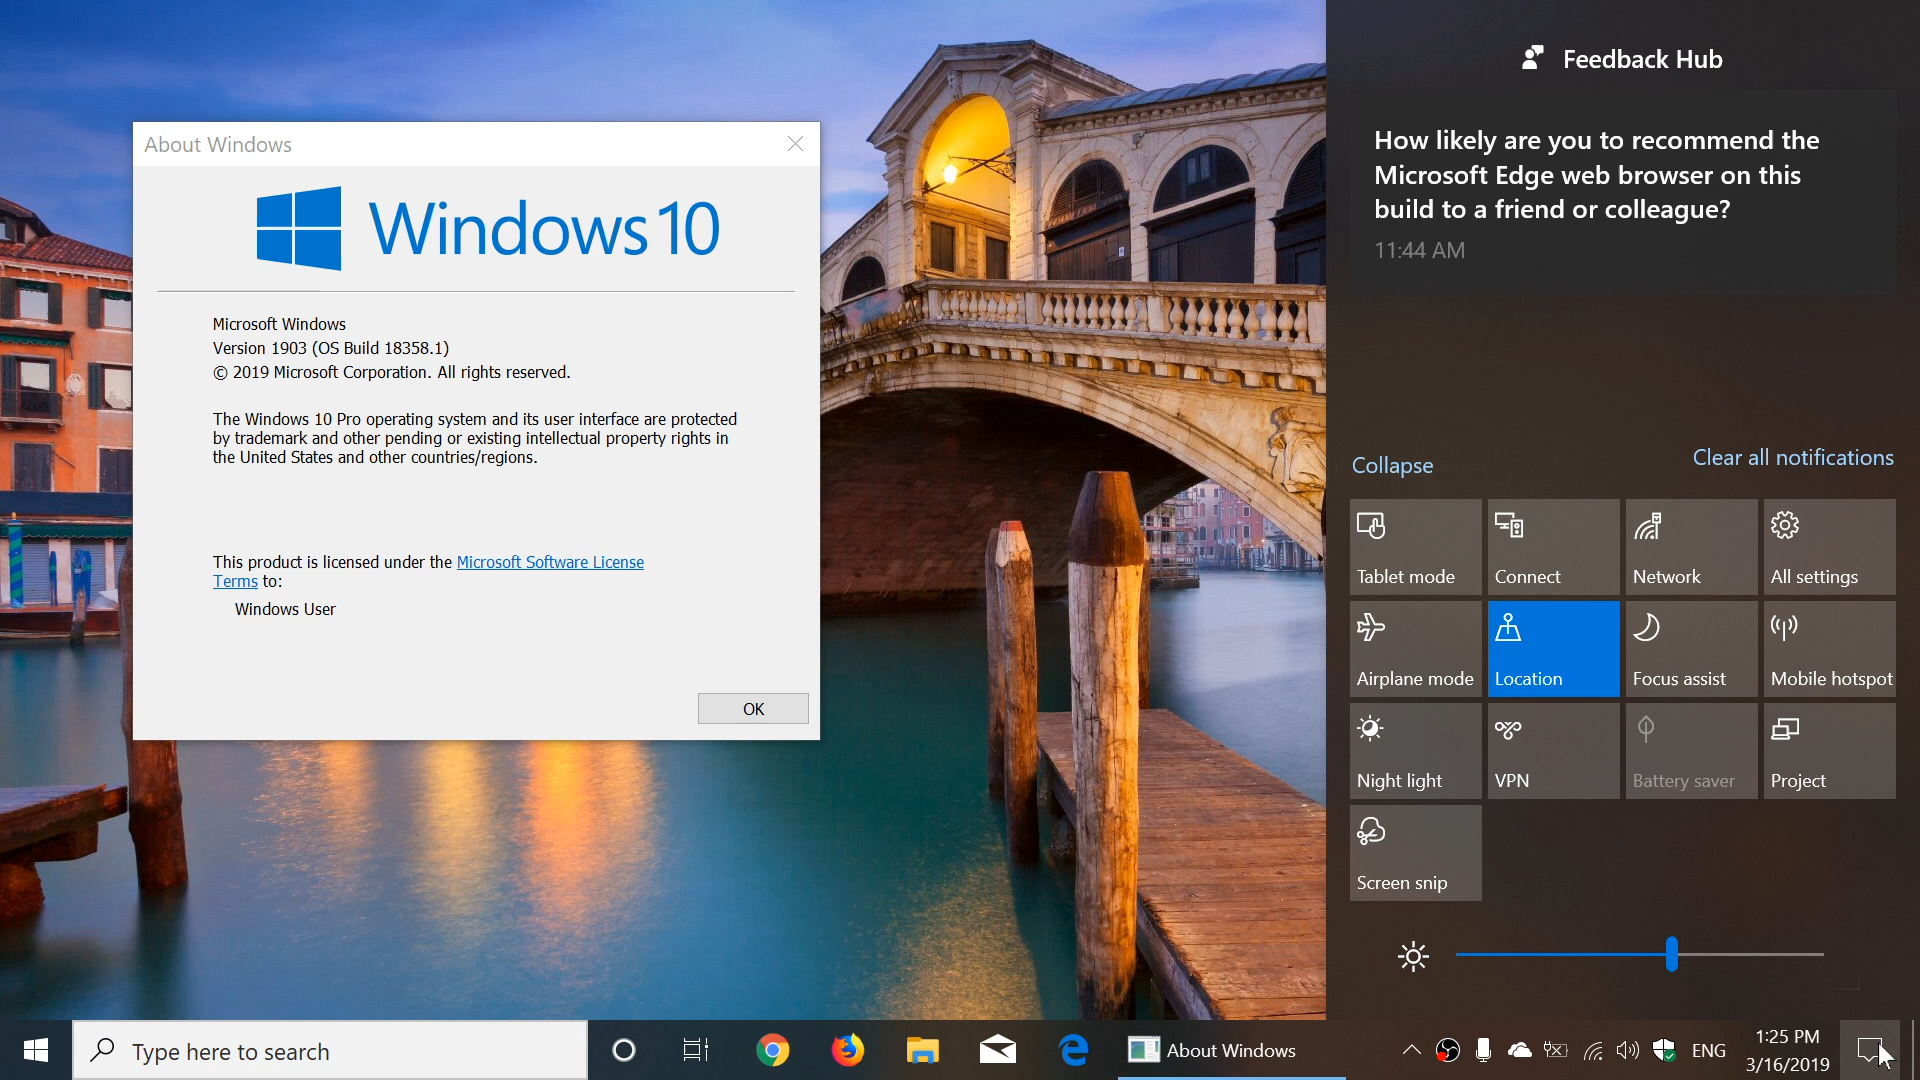 About Windows
Windows 10
Microsoft Windows
Version 1903 (OS Build 18358.1)
© 2019 Microsoft Corporation. All rights reserved.
The Windows 10 Pro operating system and its user interface are protected
by trademark and other pending or existing intellectual property rights in
the United States and other countries/regions.
This product is licensed under the Microsoft Software License
Terms to:
Windows User
OK
Feedback Hub
How likely are you to recommend the
Microsoft Edge web browser on this
build to a friend or colleague?
11:44 AM
Collapse
Clear all notifications
Tablet mode
Connect
Network
All settings
Airplane mode
Location
Focus assist
Mobile hotspot
Night light
VPN
Battery saver
Project
Screen snip
Type here to search
About Windows
ENG
1:25 PM
3/16/2019